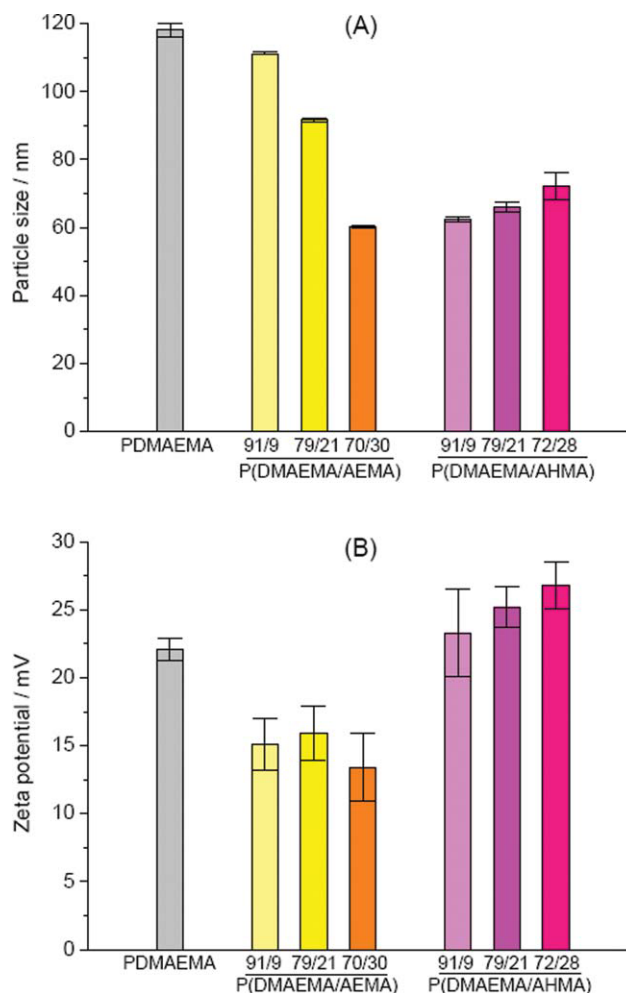 (A)
Particle size / nm
120
100
80
60
40
20
0
PDMAEMA
91/9 79/21 70/30
P(DMAEMA/AEMA)
91/9 79/21 72/28
P(DMAEMA/AHMA)
(B)
Zeta potential / mV
30
25
20
15
10
5
0
PDMAEMA
91/9 79/21 70/30
P(DMAEMA/AEMA)
91/9 79/21 72/28
P(DMAEMA/AHMA)